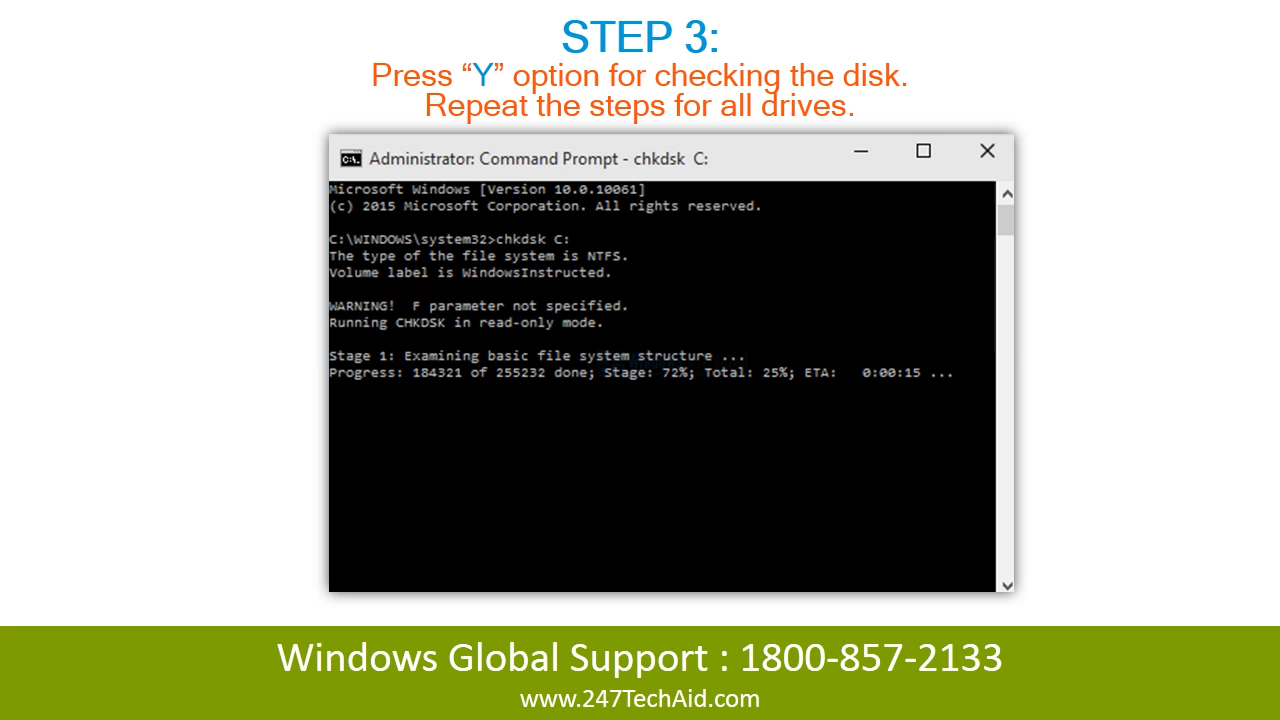 STEP 3:
Press “Y” option for checking the disk.
Repeat the steps for all drives.
C:\. Administrator: Command Prompt - chkdsk C:
Microsoft Windows [Version 10.0.10061]
(c) 2015 Microsoft Corporation. All rights reserved.
C:\WINDOWS\system32>chkdsk C:
The type of the file system is NTFS.
Volume label is WindowsInstructed.
WARNING!  F parameter not specified.
Running CHKDSK in read-only mode.
Stage 1: Examining basic file system structure ...
Progress: 184321 of 255232 done; Stage: 72%; Total: 25%; ETA:   0:00:15 ...
Windows Global Support : 1800-857-2133
www.247TechAid.com